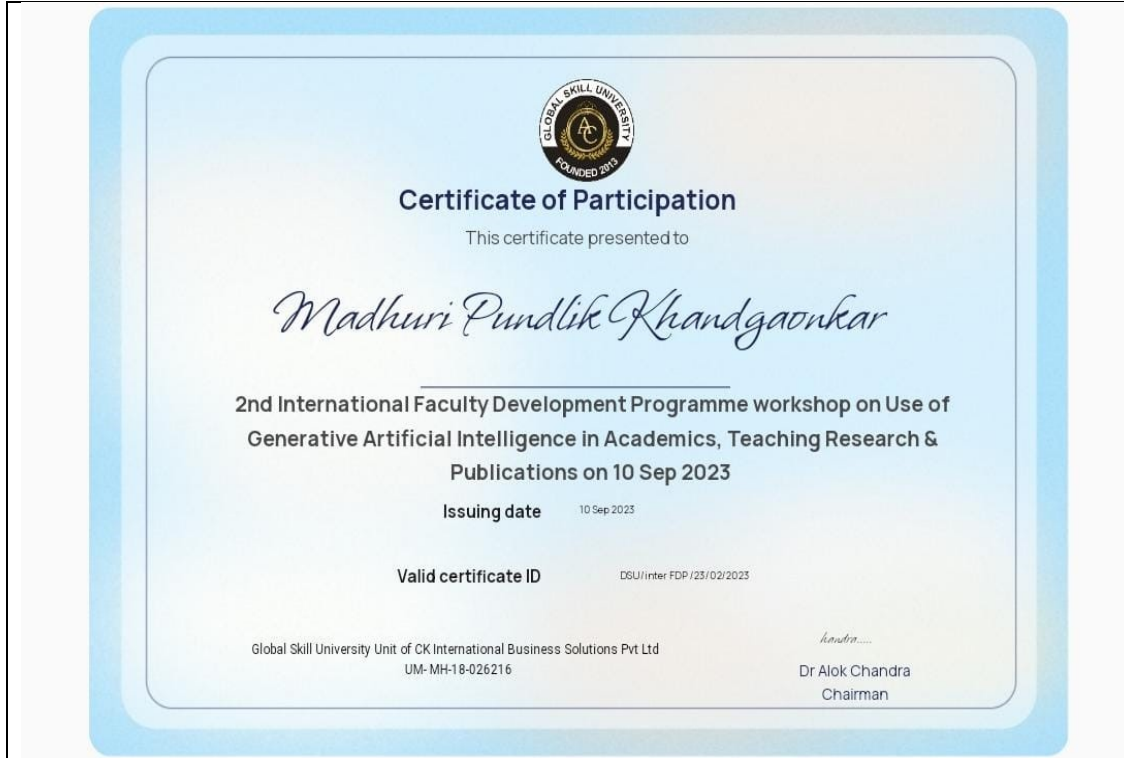 GLOBAL SKILL UNIVERSITY
AC
FOUNDED 2013
Certificate of Participation
This certificate presented to
Madhuri Pundlik Khandgaonkar
2nd International Faculty Development Programme workshop on Use of
Generative Artificial Intelligence in Academics, Teaching Research &
Publications on 10 Sep 2023
Issuing date 10 Sep 2023
Valid certificate ID DSU/inter FDP /23/02/2023
handra.....
Global Skill University Unit of CK International Business Solutions Pvt Ltd
UM- MH-18-026216
Dr Alok Chandra
Chairman